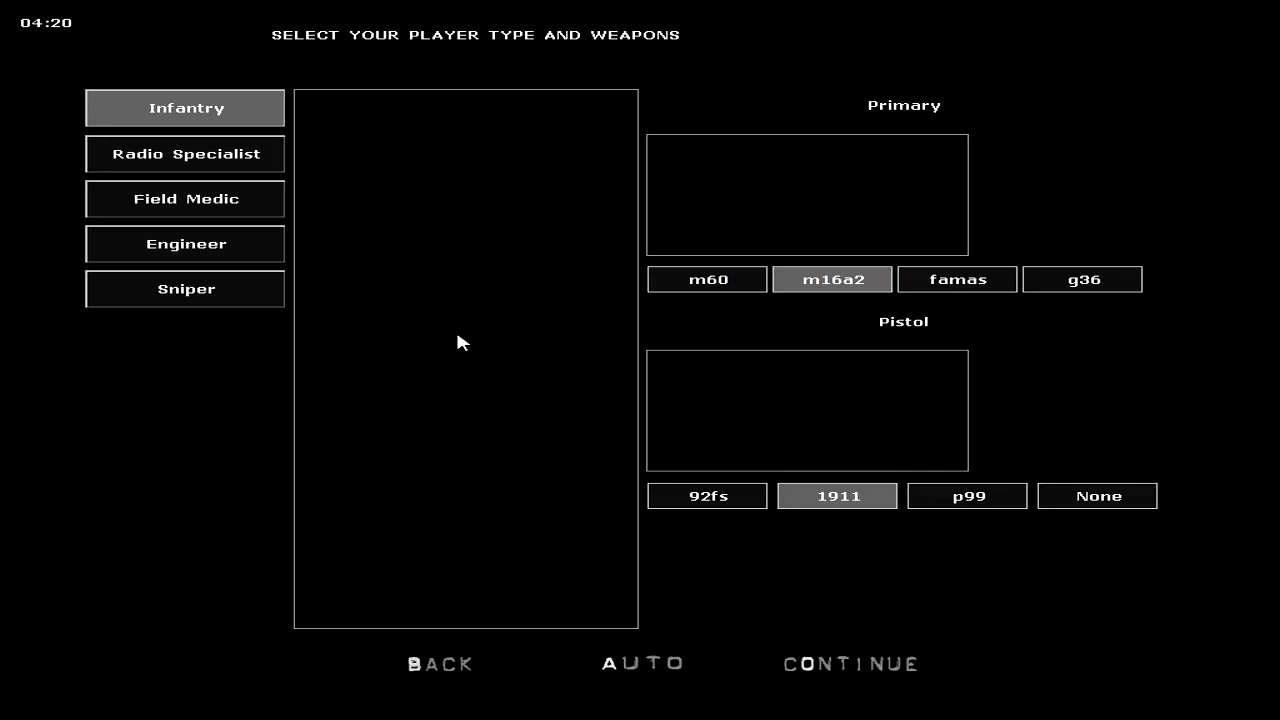 04:20
SELECT YOUR PLAYER TYPE AND WEAPONS
Infantry
Radio Specialist
Field Medic
Engineer
Sniper
Primary
m60 m16a2 famas g36
Pistol
92fs 1911 p99 None
BACK AUTO CONTINUE